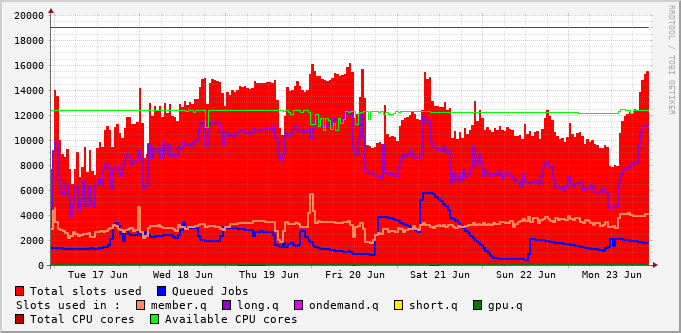 20000
18000
16000
14000
12000
10000
8000
6000
4000
2000
0
Tue 17 Jun Wed 18 Jun Thu 19 Jun Fri 20 Jun Sat 21 Jun Sun 22 Jun Mon 23 Jun
RRDTOOL / TOBI OETIKER
Total slots used Queued Jobs
Slots used in : member.q long.q ondemand.q short.q gpu.q
Total CPU cores Available CPU cores